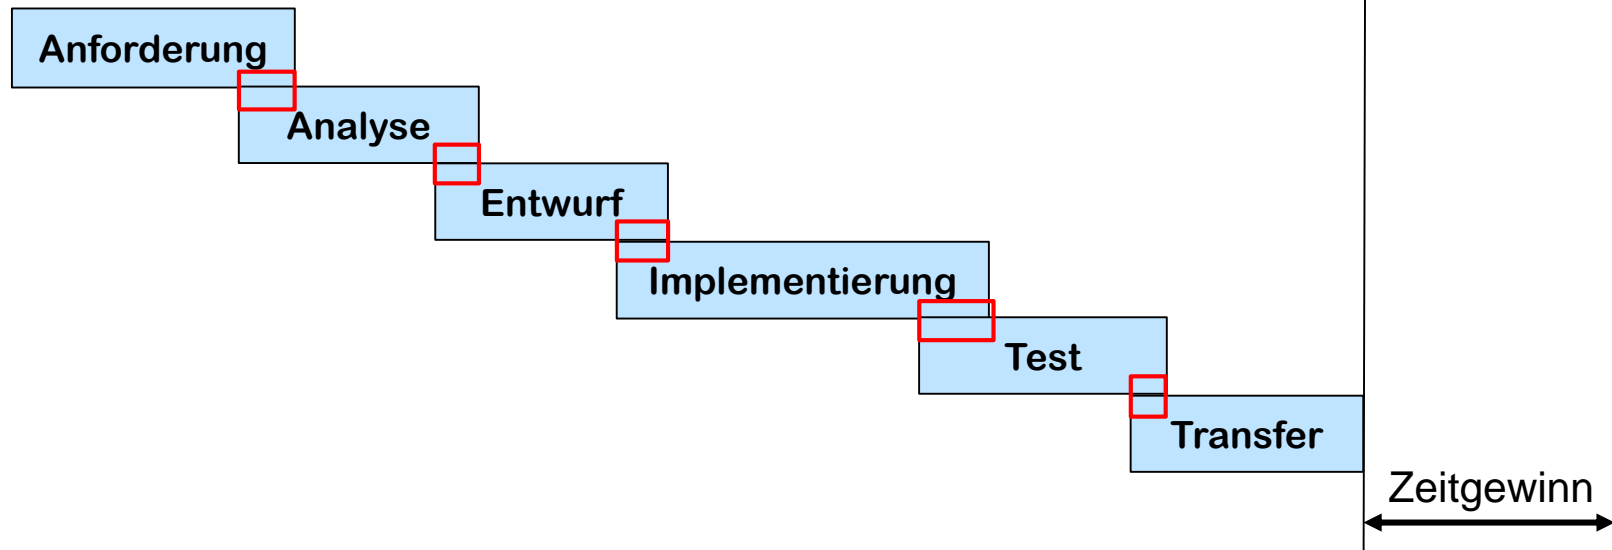 Anforderung
Analyse
Entwurf
Implementierung
Test
Transfer
Zeitgewinn